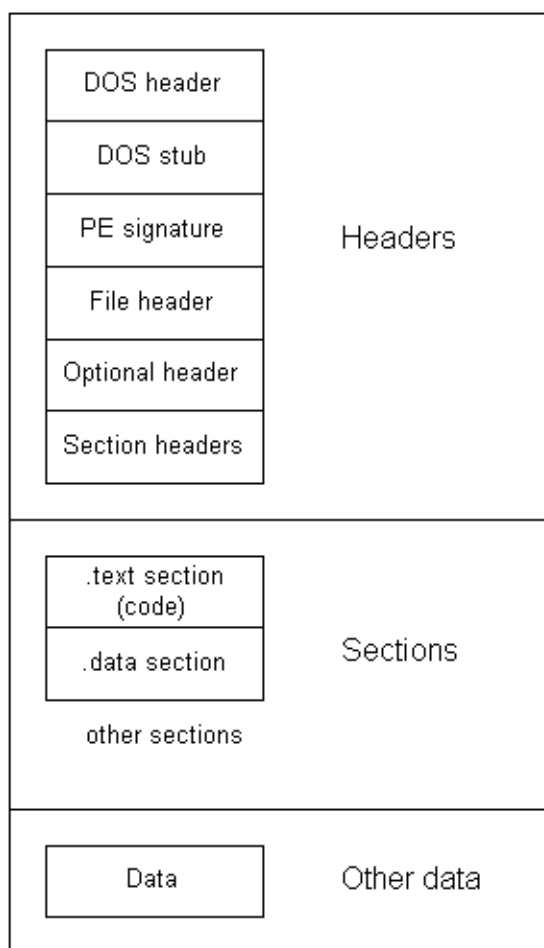 DOS header
DOS stub
PE signature
File header
Optional header
Section headers
Headers
.text section
(code)
.data section
other sections
Sections
Data
Other data